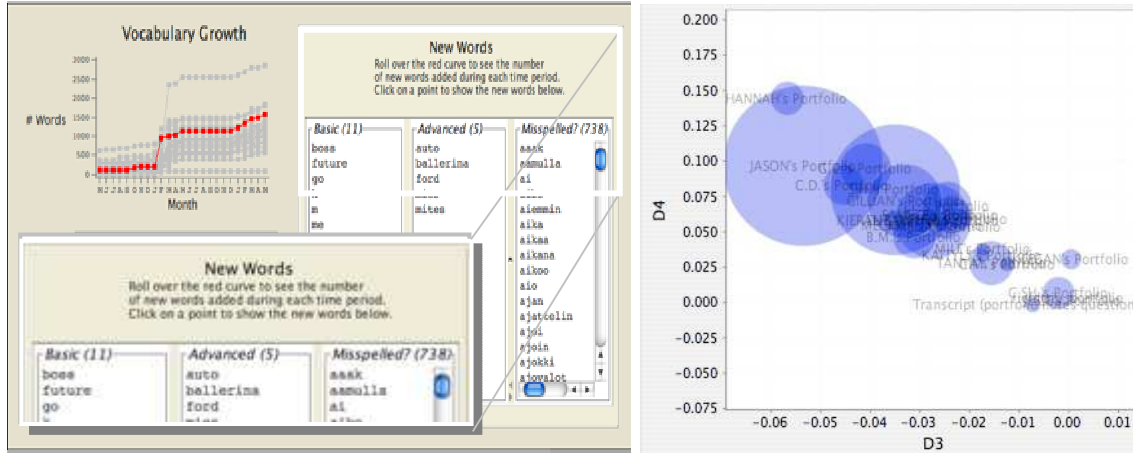 Vocabulary Growth
3000
2500
2000
1500
1000
500
0
# Words
M J J A S O N D J F M A M J J A S O N D J F M A M
Month
New Words
Roll over the red curve to see the number
of new words added during each time period.
Click on a point to show the new words below.
Basic (11)
boss
future
go
m
me
Advanced (5)
auto
ballerina
ford
mites
Misspelled? (738)
aask
aamulla
ai
aiemmin
aika
aikaa
aikana
aikoo
aio
ajan
ajatcelin
ajoi
ajoin
ajokki
ajovalot
New Words
Roll over the red curve to see the number
of new words added during each time period.
Click on a point to show the new words below.
Basic (11)
boss
future
go
Advanced (5)
auto
ballerina
ford
Misspelled? (738)
aask
aamulla
ai
D4
0.200
0.175
0.150
0.125
0.100
0.075
0.050
0.025
0.000
-0.025
-0.050
-0.075
HANNAH's Portfolio
JASON's Portfolio
C.D.'s Portfolio
B.M.'s Portfolio
Transcript (portfolio
-0.06 -0.05 -0.04 -0.03 -0.02 -0.01 0.00 0.01
D3